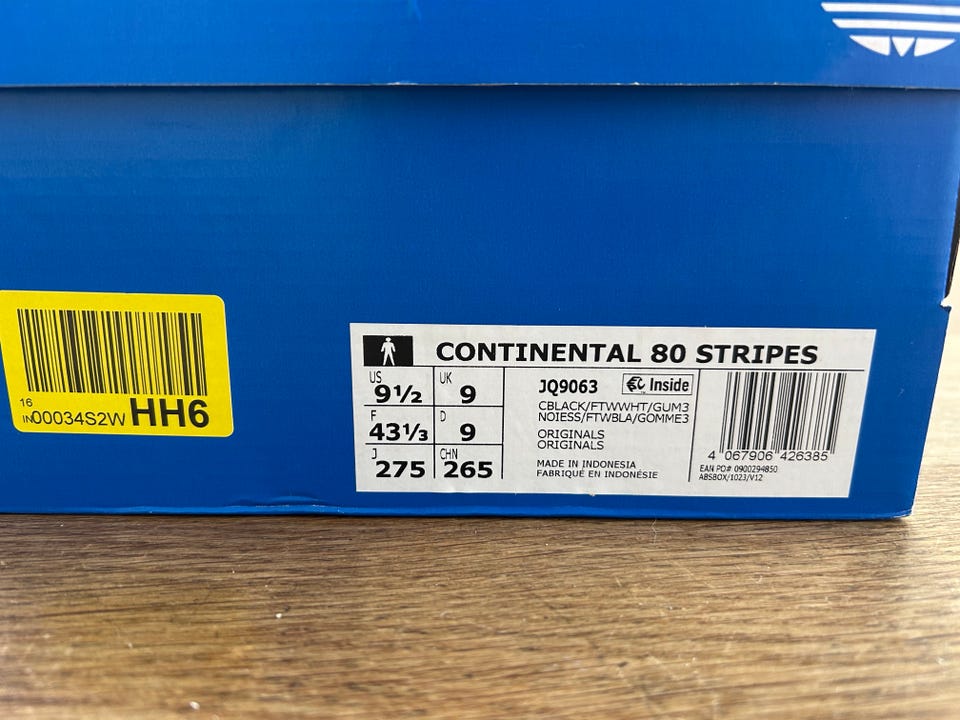 16
IN00034S2W HH6
CONTINENTAL 80 STRIPES
US 9½ UK 9
F 43⅓ D 9
J 275 CHN 265
JQ9063 Inside
CBLACK/FTWWHT/GUM3
NOIESS/FTWBLA/GOMME3
ORIGINALS
ORIGINALS
MADE IN INDONESIA
FABRIQUÉ EN INDONÉSIE
4 067906 426385
EAN PO# 0900294850
ABSBOX/1023/V12